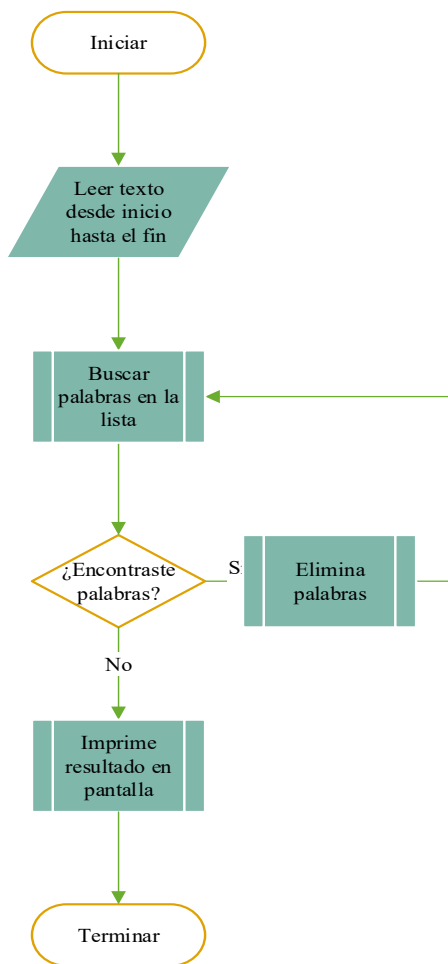 Iniciar
Leer texto
desde inicio
hasta el fin
Buscar
palabras en la
lista
¿Encontraste
palabras?
Elimina
palabras
No
Imprime
resultado en
pantalla
Terminar